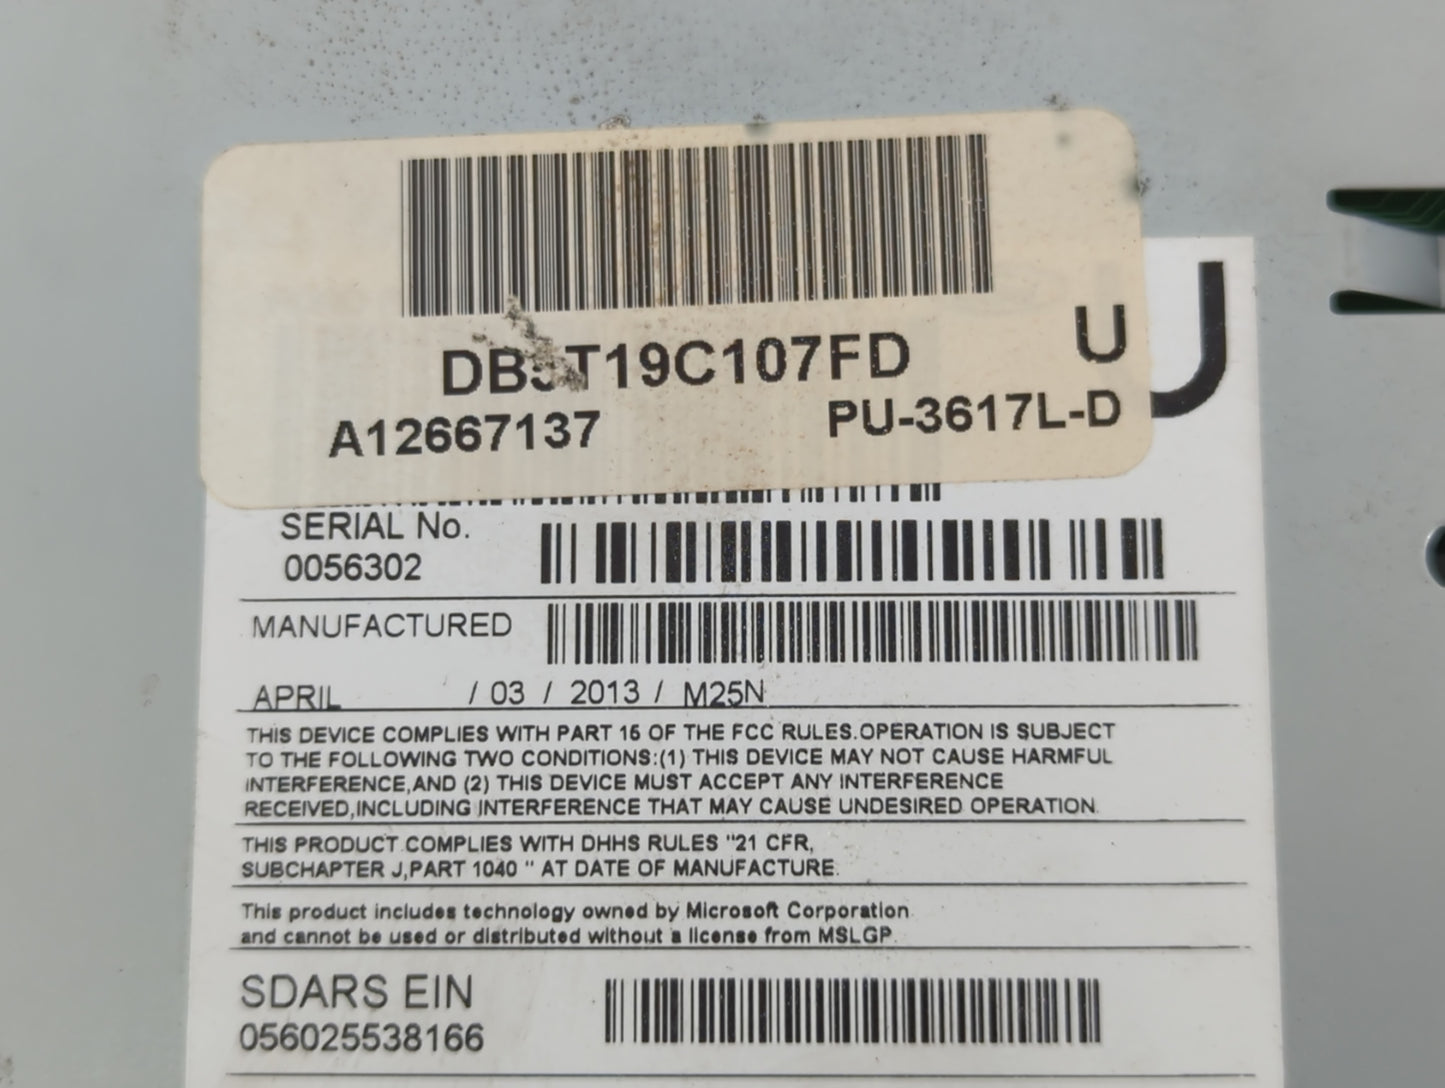 DB5T19C107FD
U
A12667137
PU-3617L-D
SERIAL No.
0056302
MANUFACTURED
APRIL / 03 / 2013 / M25N
THIS DEVICE COMPLIES WITH PART 15 OF THE FCC RULES.OPERATION IS SUBJECT
TO THE FOLLOWING TWO CONDITIONS:(1) THIS DEVICE MAY NOT CAUSE HARMFUL
INTERFERENCE,AND (2) THIS DEVICE MUST ACCEPT ANY INTERFERENCE
RECEIVED,INCLUDING INTERFERENCE THAT MAY CAUSE UNDESIRED OPERATION.
THIS PRODUCT COMPLIES WITH DHHS RULES "21 CFR,
SUBCHAPTER J,PART 1040 " AT DATE OF MANUFACTURE.
This product includes technology owned by Microsoft Corporation
and cannot be used or distributed without a license from MSLGP.
SDARS EIN
056025538166